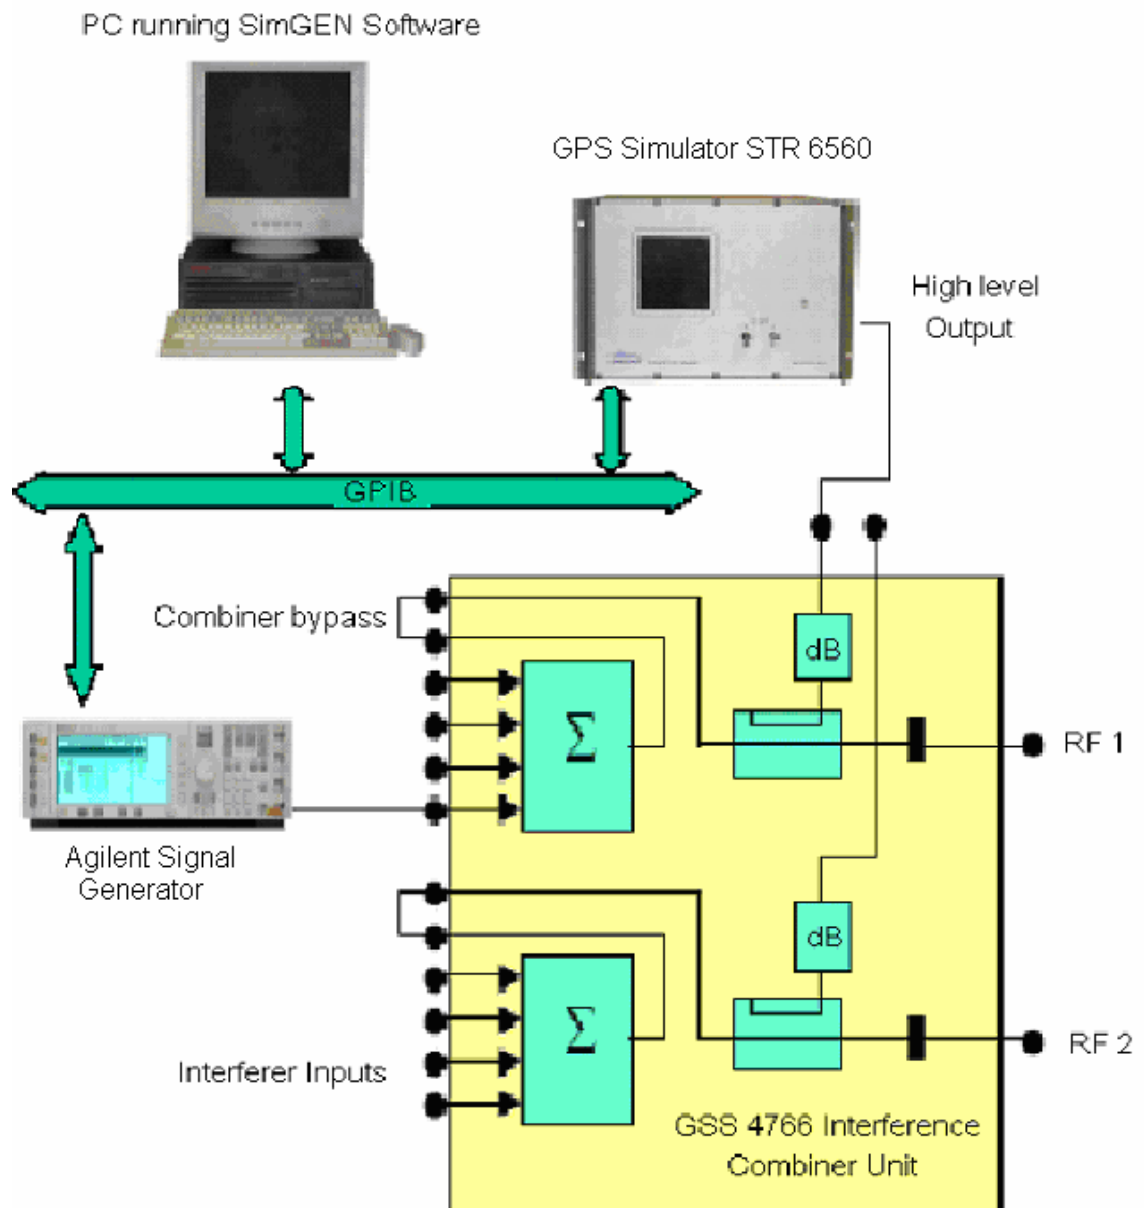 PC running SimGEN Software
GPS Simulator STR 6560
High level
Output
GPIB
Combiner bypass
dB
Σ
RF 1
Agilent Signal
Generator
dB
Σ
RF 2
Interferer Inputs
GSS 4766 Interference
Combiner Unit